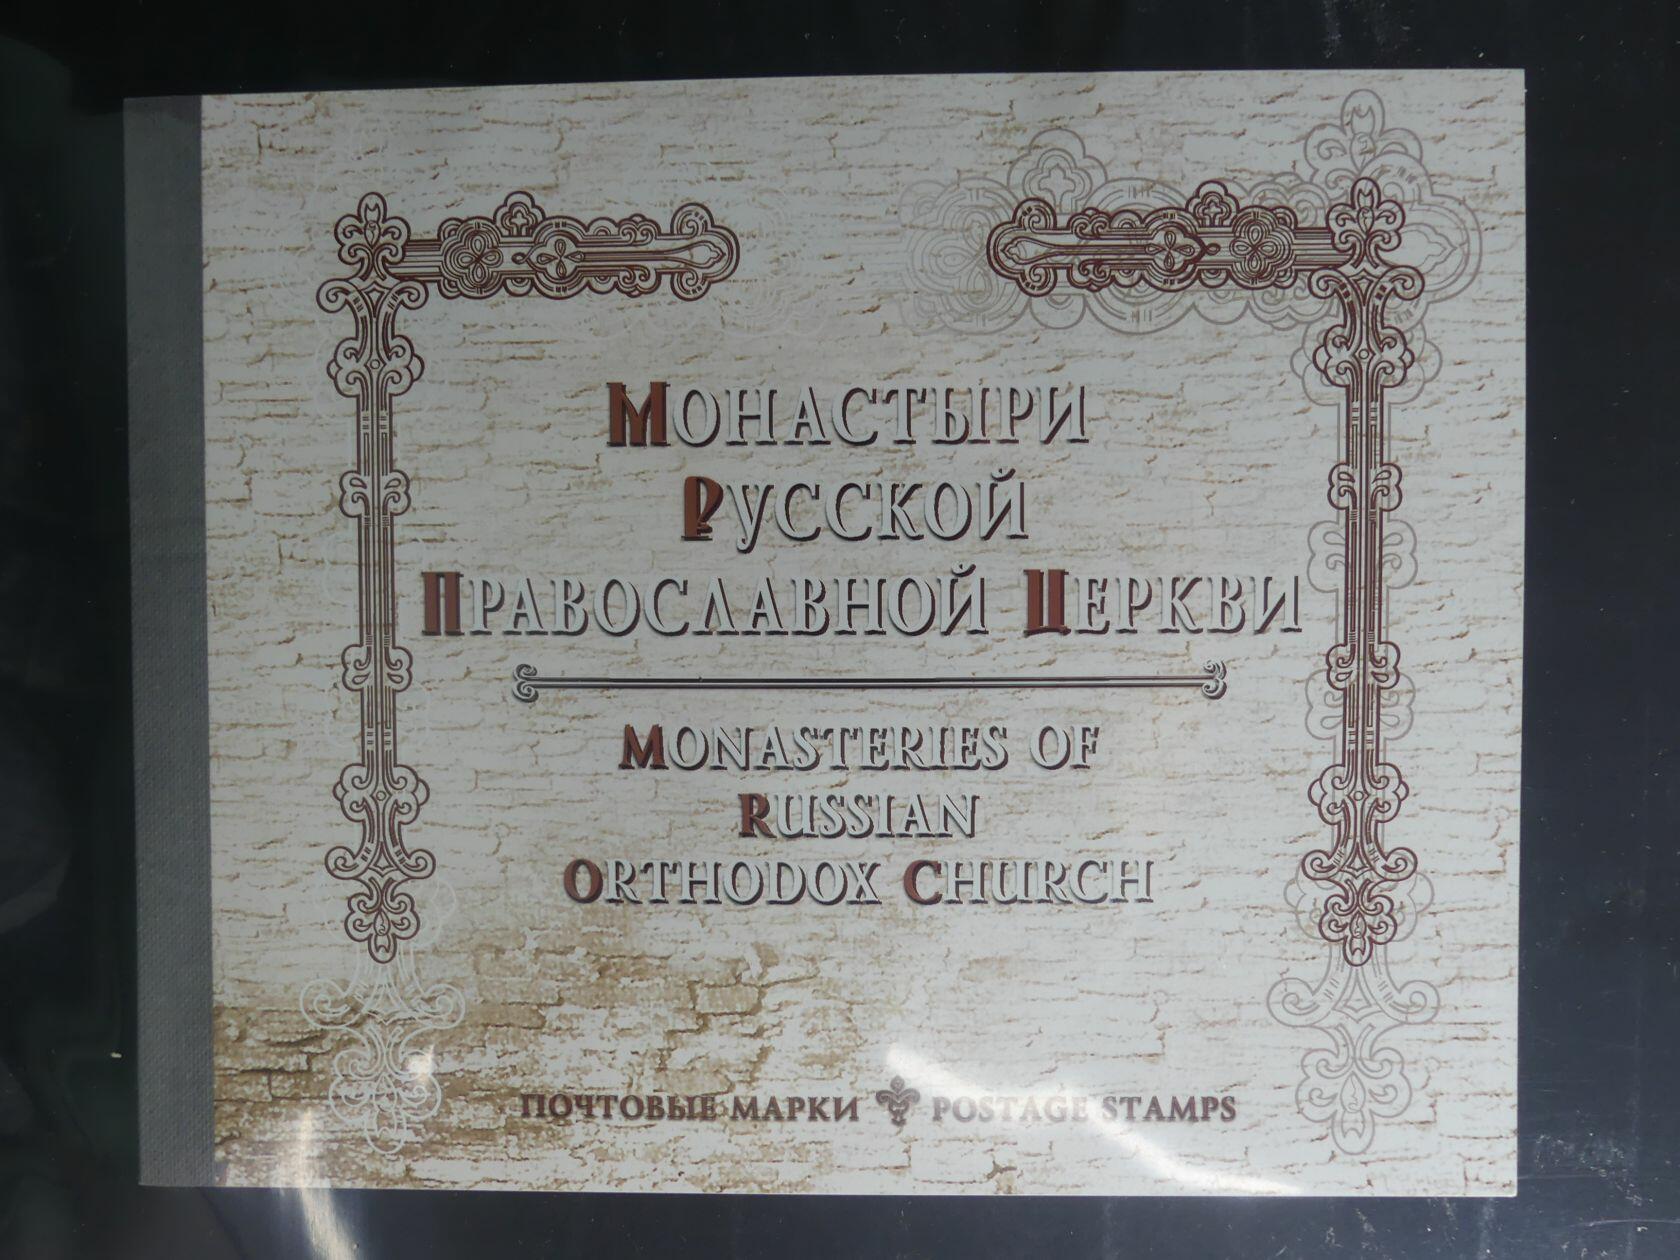 Монастыри
Русской
Православной Церкви
Monasteries of
Russian
Orthodox Church
ПОЧТОВЫЕ МАРКИ POSTAGE STAMPS